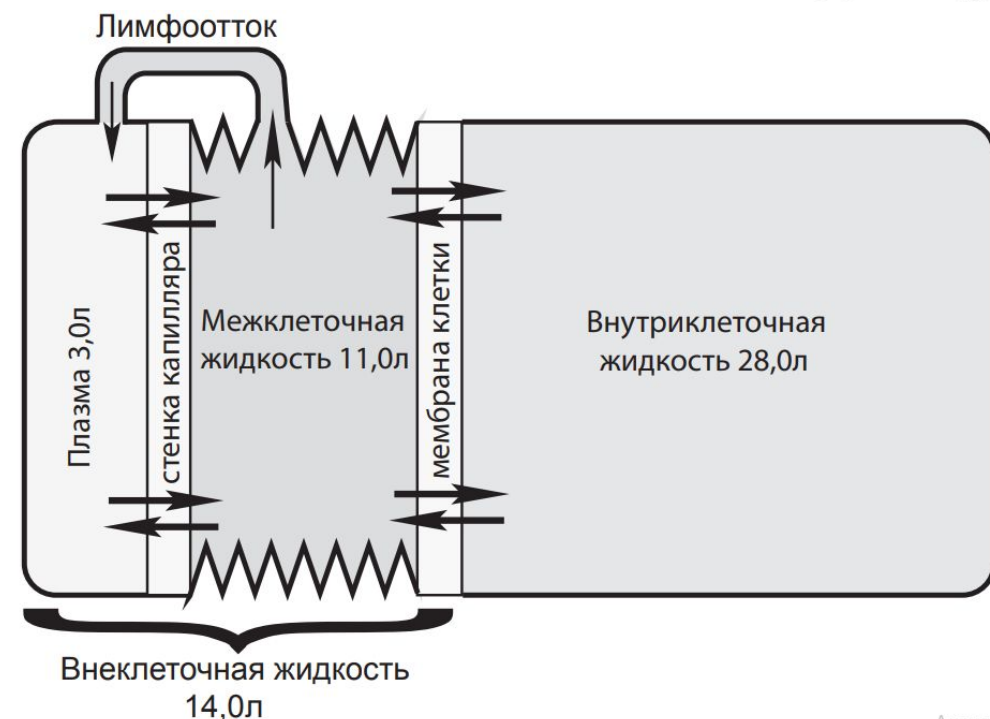 Лимфоотток
Плазма 3,0л
стенка капилляра
Межклеточная
жидкость 11,0л
мембрана клетки
Внутриклеточная
жидкость 28,0л
Внеклеточная жидкость
14,0л